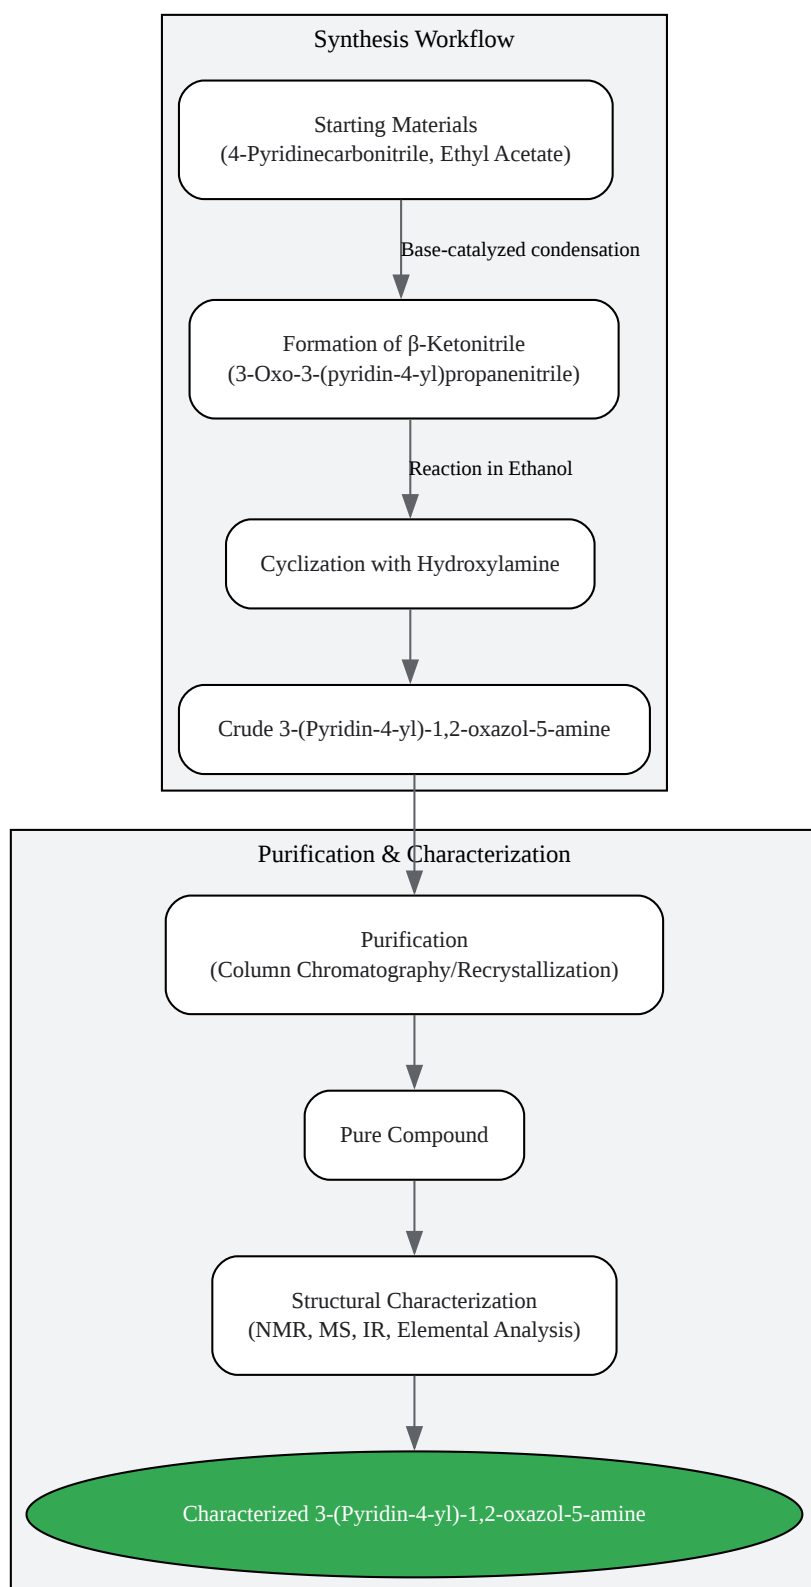 Synthesis Workflow
Starting Materials
(4-Pyridinecarbonitrile, Ethyl Acetate)
Base-catalyzed condensation
Formation of β-Ketonitrile
(3-Oxo-3-(pyridin-4-yl)propanenitrile)
Reaction in Ethanol
Cyclization with Hydroxylamine
Crude 3-(Pyridin-4-yl)-1,2-oxazol-5-amine
Purification & Characterization
Purification
(Column Chromatography/Recrystallization)
Pure Compound
Structural Characterization
(NMR, MS, IR, Elemental Analysis)
Characterized 3-(Pyridin-4-yl)-1,2-oxazol-5-amine